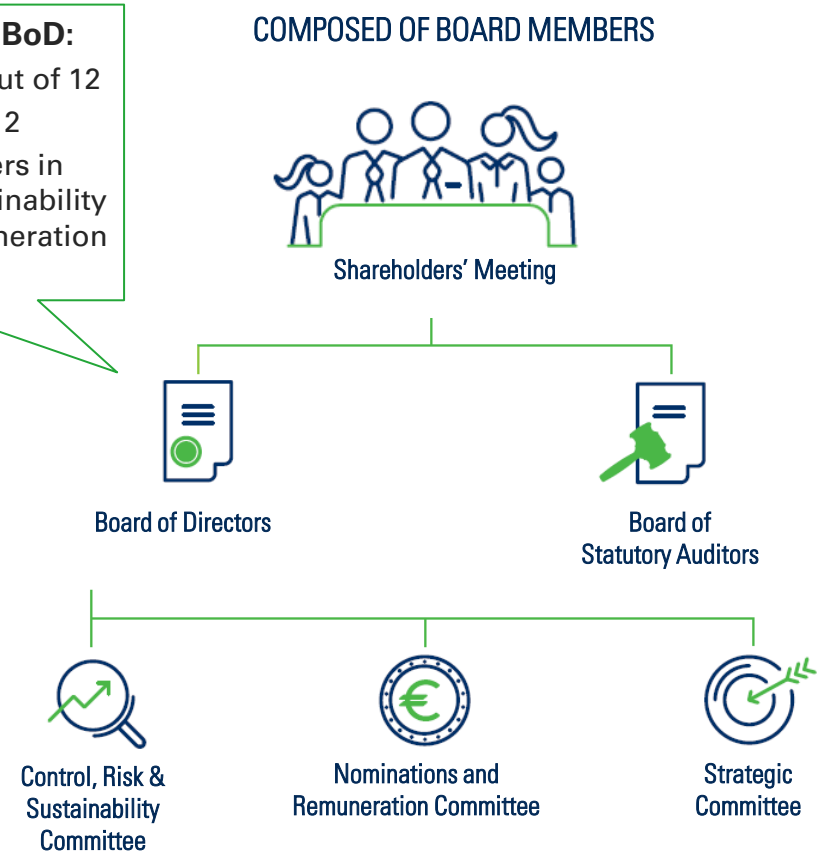 BoD:
ut of 12
2
ers in
inability
neration
COMPOSED OF BOARD MEMBERS
Shareholders’ Meeting
Board of Directors
Board of
Statutory Auditors
€
Control, Risk &
Sustainability
Committee
Nominations and
Remuneration Committee
Strategic
Committee